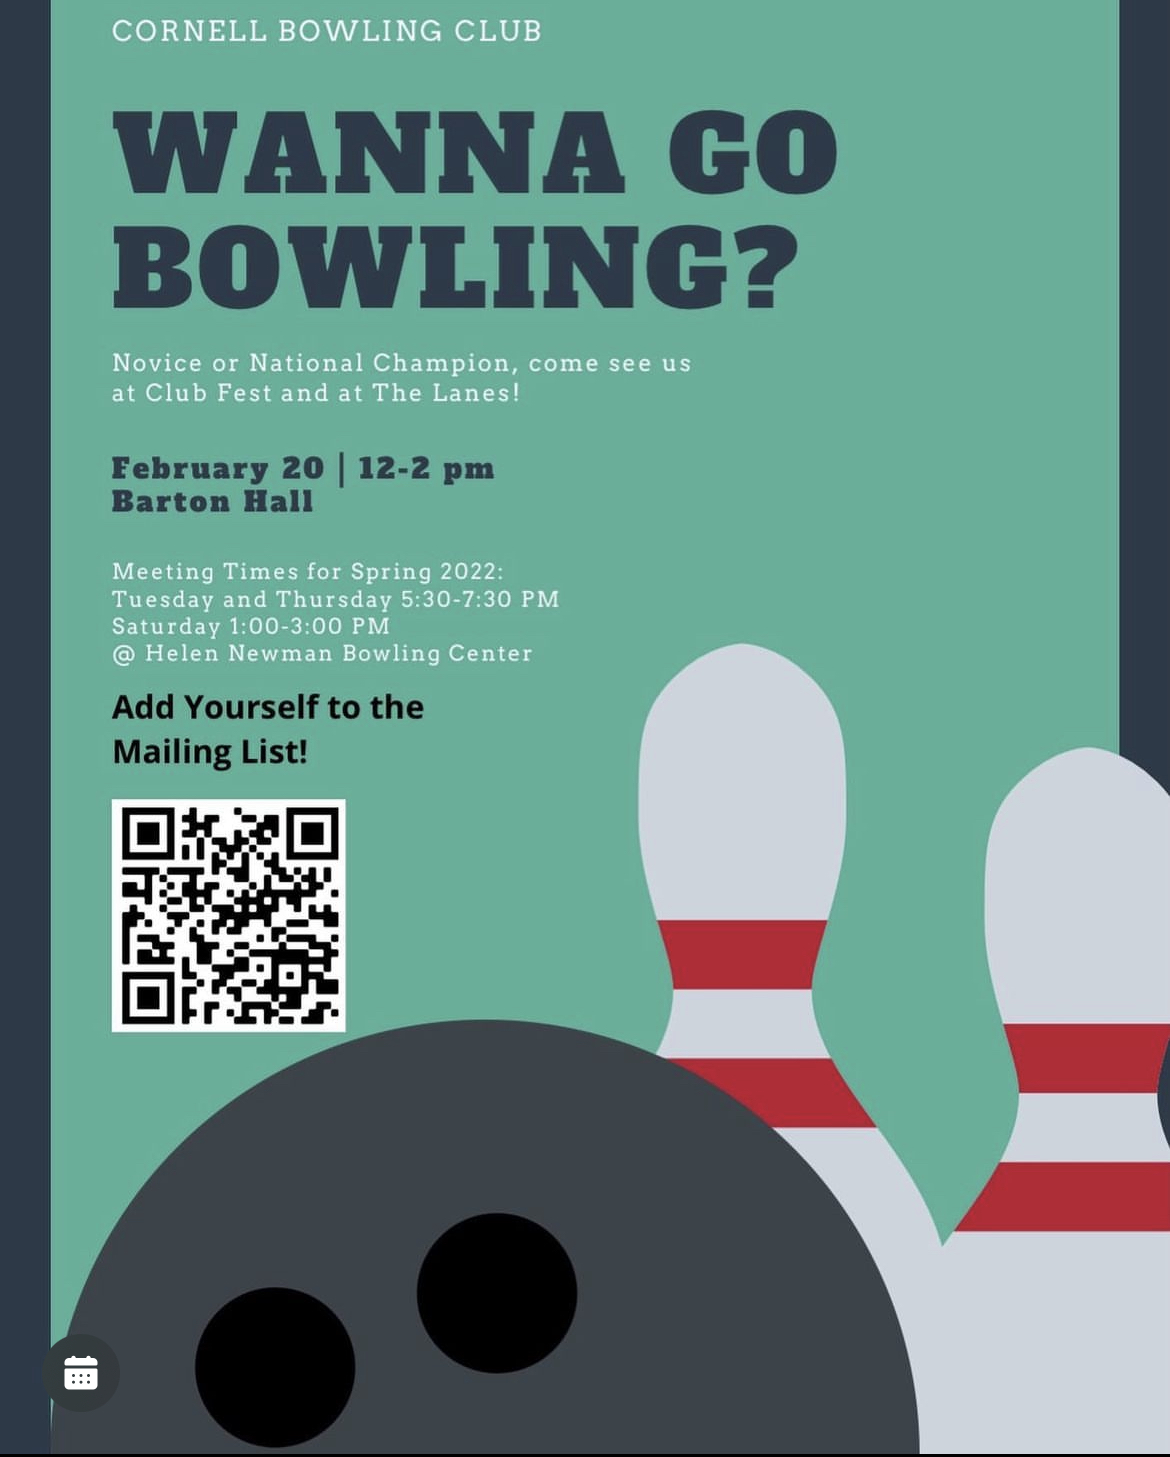 CORNELL BOWLING CLUB
WANNA GO
BOWLING?
Novice or National Champion, come see us
at Club Fest and at The Lanes!
February 20 | 12-2 pm
Barton Hall
Meeting Times for Spring 2022:
Tuesday and Thursday 5:30-7:30 PM
Saturday 1:00-3:00 PM
@ Helen Newman Bowling Center
Add Yourself to the
Mailing List!